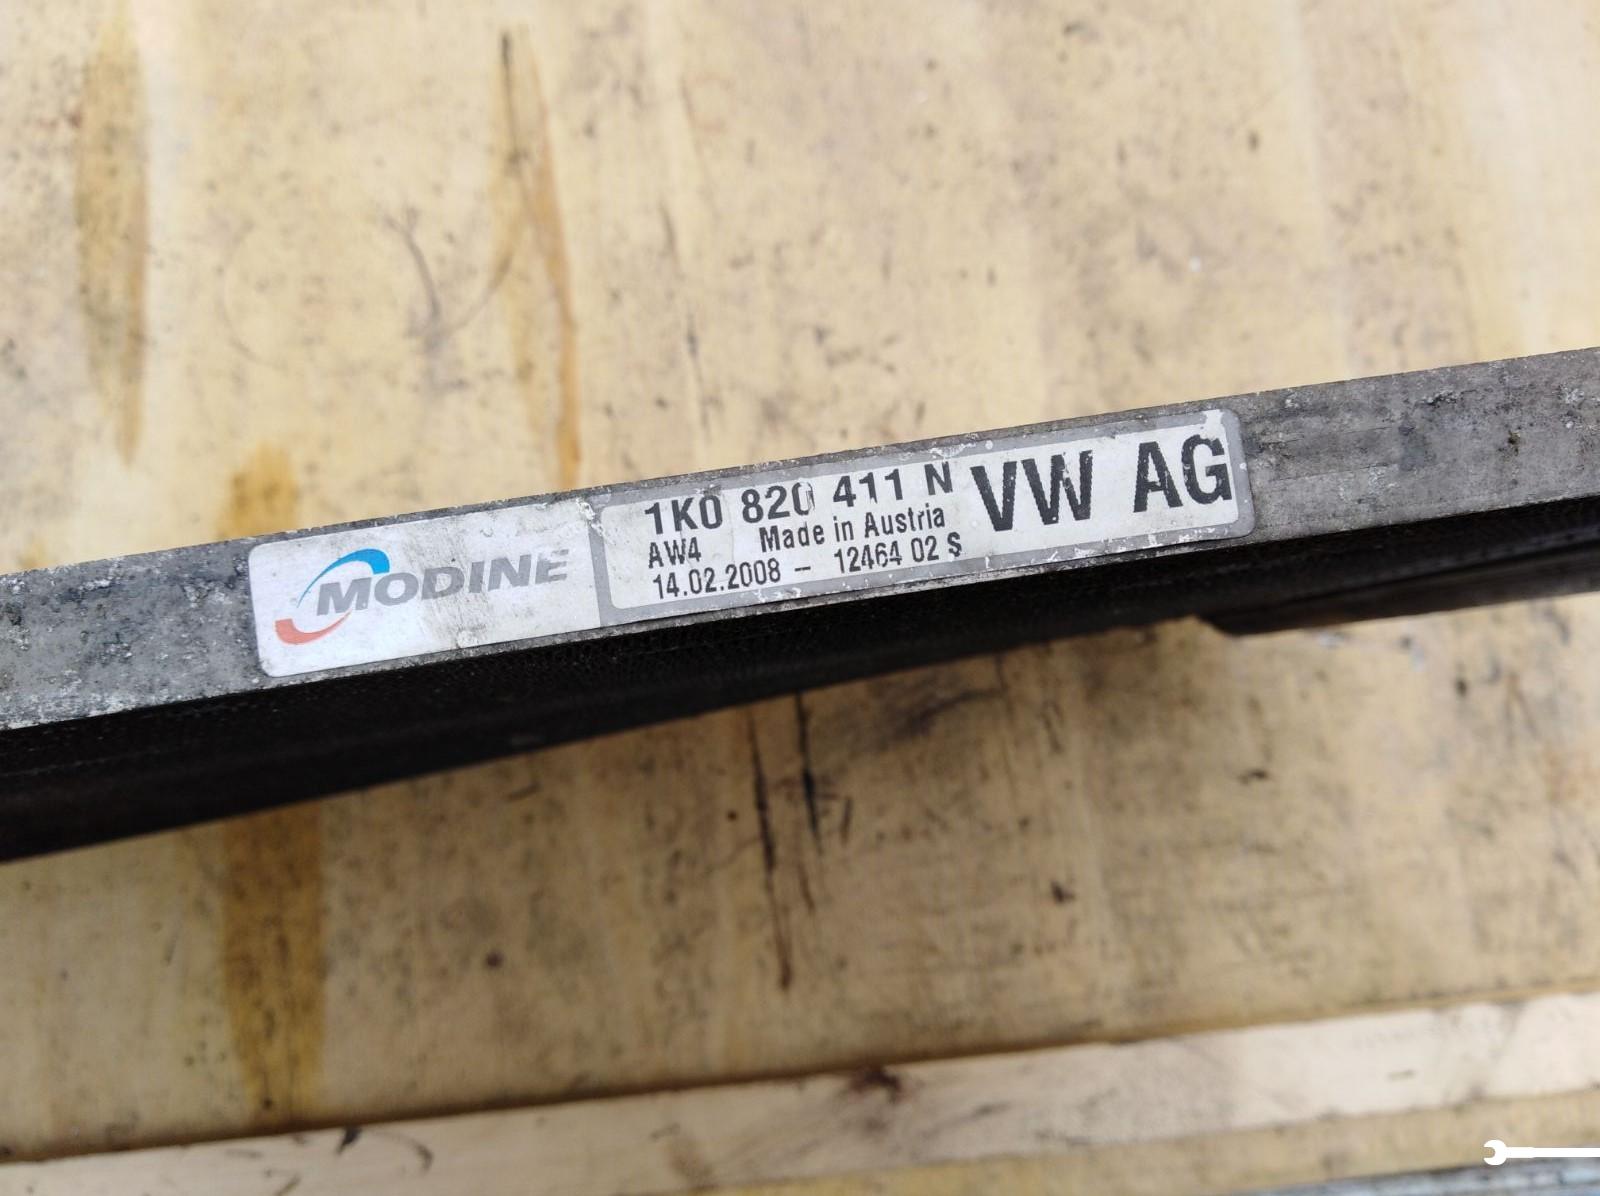 MODINE
1K0 820 411 N
VW AG
AW4 Made in Austria
14.02.2008 - 12464 02 $